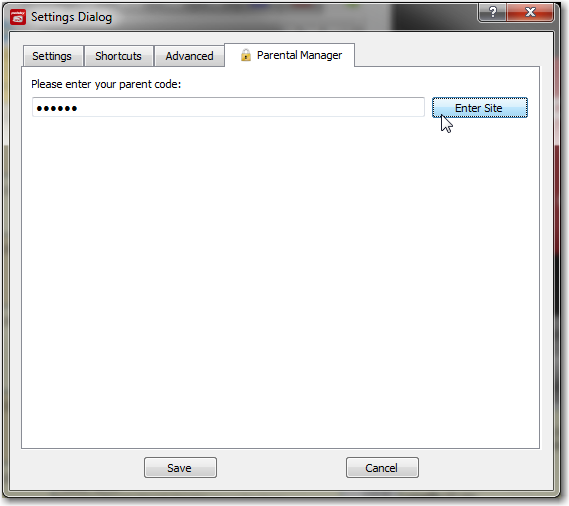 Settings Dialog
Settings Shortcuts Advanced Parental Manager
Please enter your parent code:
●●●●●● Enter Site
Save Cancel